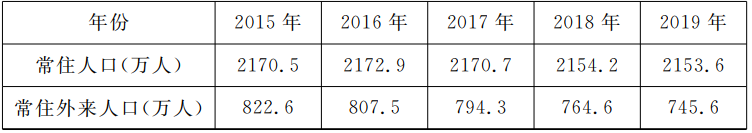 年份 2015年 2016年 2017年 2018年 2019年
常住人口(万人) 2170.5 2172.9 2170.7 2154.2 2153.6
常住外来人口(万人) 822.6 807.5 794.3 764.6 745.6